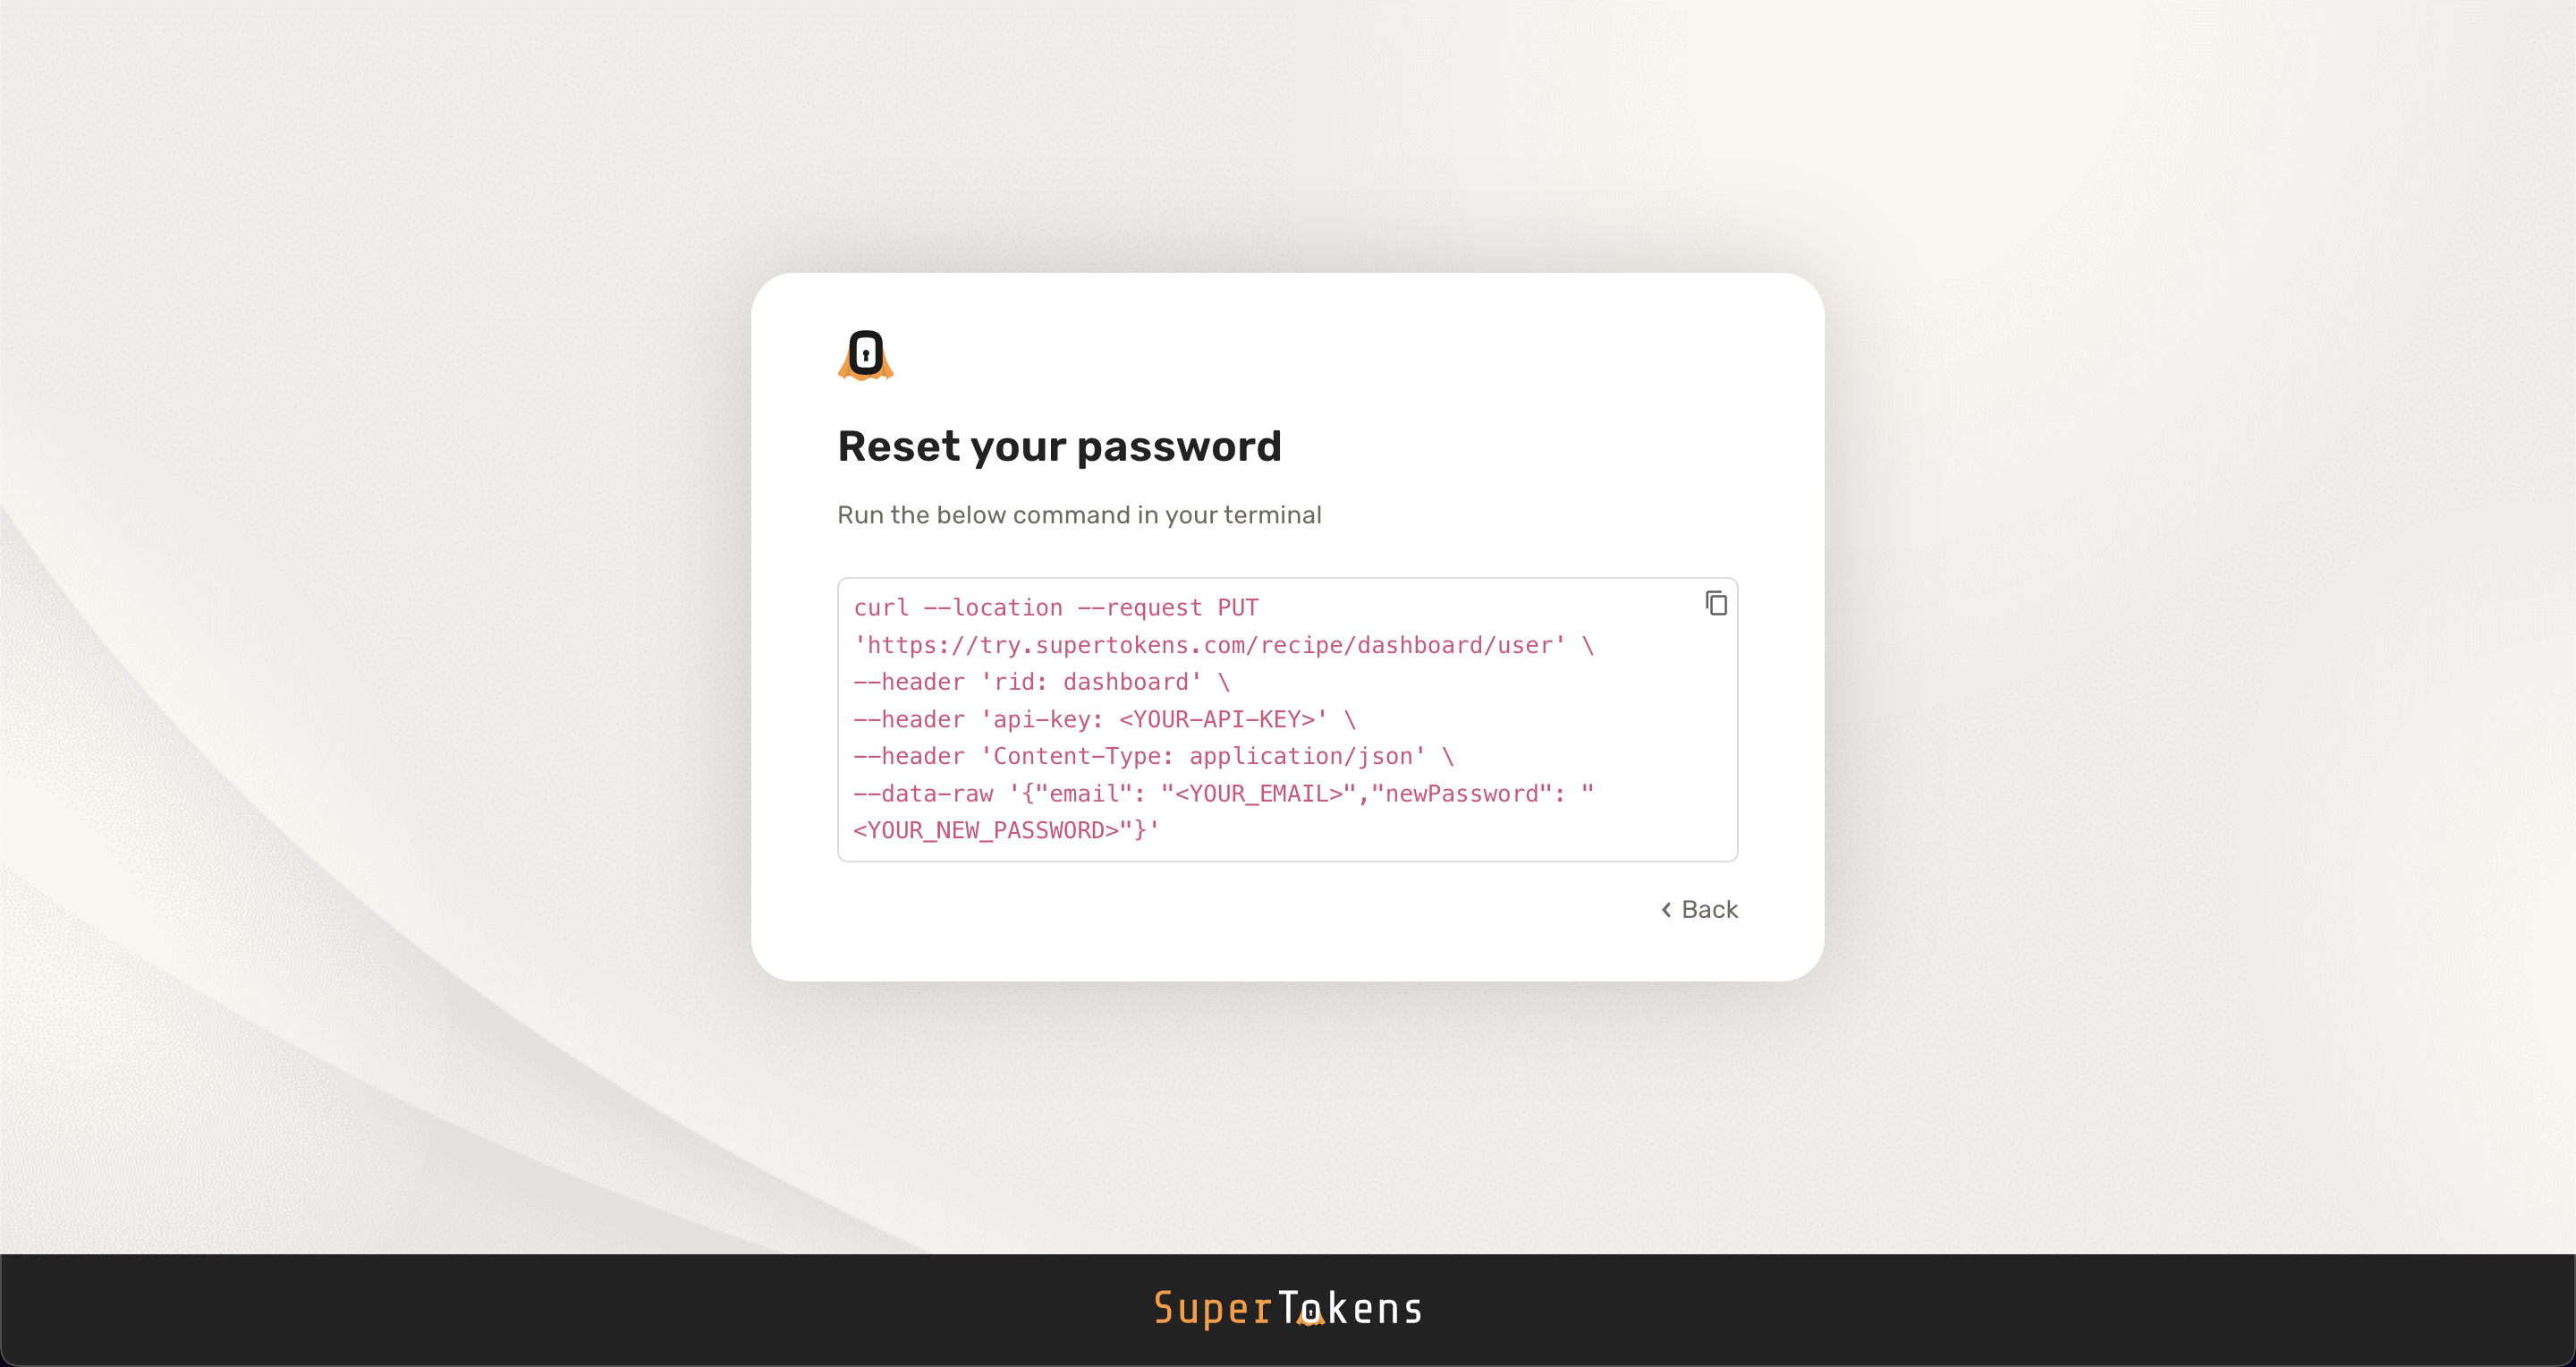 Reset your password
Run the below command in your terminal
curl --location --request PUT
'https://try.supertokens.com/recipe/dashboard/user' \
--header 'rid: dashboard' \
--header 'api-key: <YOUR-API-KEY>' \
--header 'Content-Type: application/json' \
--data-raw '{"email": "<YOUR_EMAIL>","newPassword": "
<YOUR_NEW_PASSWORD>"}'
Back
SuperTokens